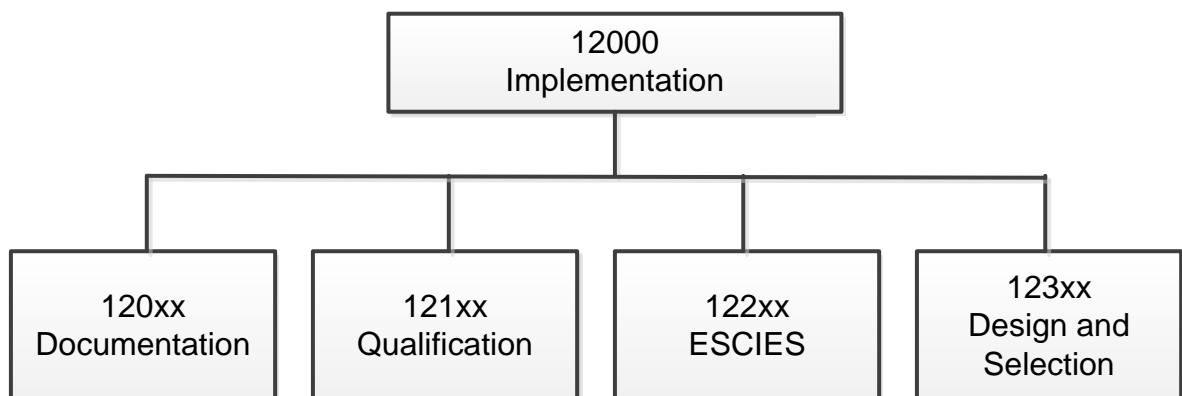 12000
Implementation
120xx
Documentation
121xx
Qualification
122xx
ESCIES
123xx
Design and
Selection